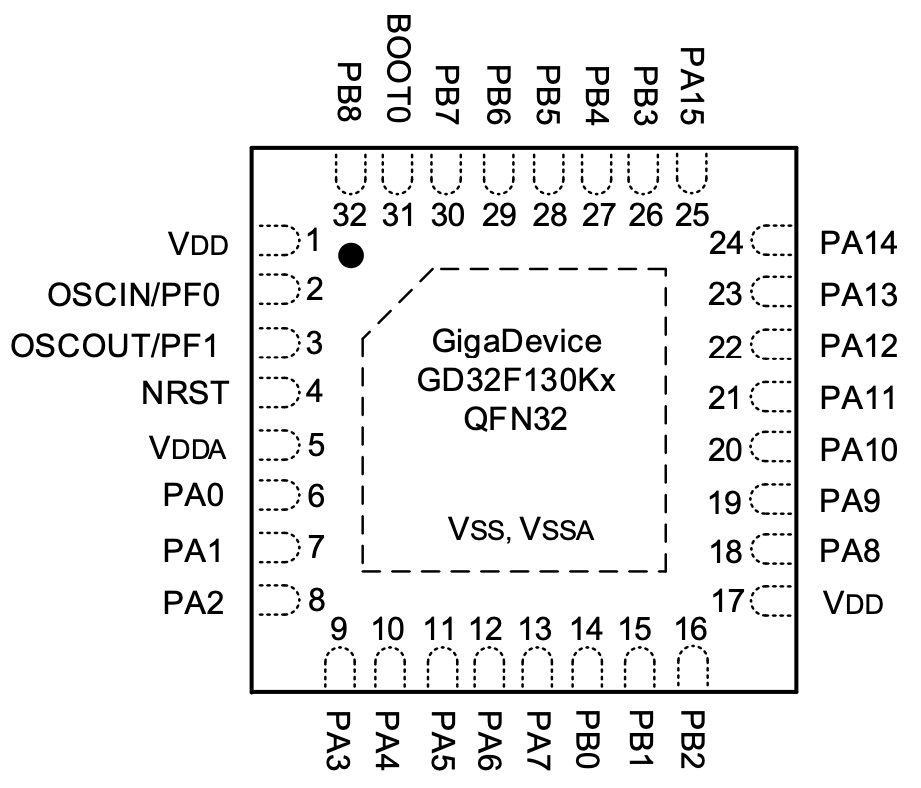 PB8
BOOT0
PB7
PB6
PB5
PB4
PB3
PA15
32
31
30
29
28
27
26
25
VDD
1
OSCIN/PF0
2
OSCOUT/PF1
3
NRST
4
VDDA
5
PA0
6
PA1
7
PA2
8
GigaDevice
GD32F130Kx
QFN32
VSS, VSSA
24
PA14
23
PA13
22
PA12
21
PA11
20
PA10
19
PA9
18
PA8
17
VDD
9
10
11
12
13
14
15
16
PA3
PA4
PA5
PA6
PA7
PB0
PB1
PB2